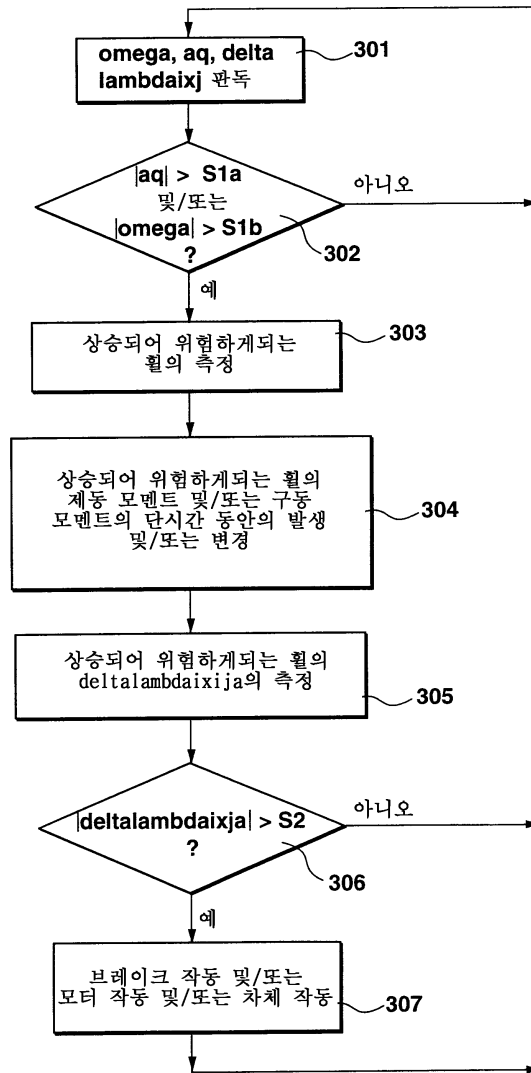 omega, aq, delta
lambdaixj 판독
301
|aq| > S1a
및/또는
|omega| > S1b
?
302
아니오
예
상승되어 위험하게되는
휠의 측정
303
상승되어 위험하게되는 휠의
제동 모멘트 및/또는 구동
모멘트의 단시간 동안의 발생
및/또는 변경
304
상승되어 위험하게되는 휠의
deltalambdaixija의 측정
305
|deltalambdaixja| > S2
?
306
아니오
예
브레이크 작동 및/또는
모터 작동 및/또는 차체 작동
307